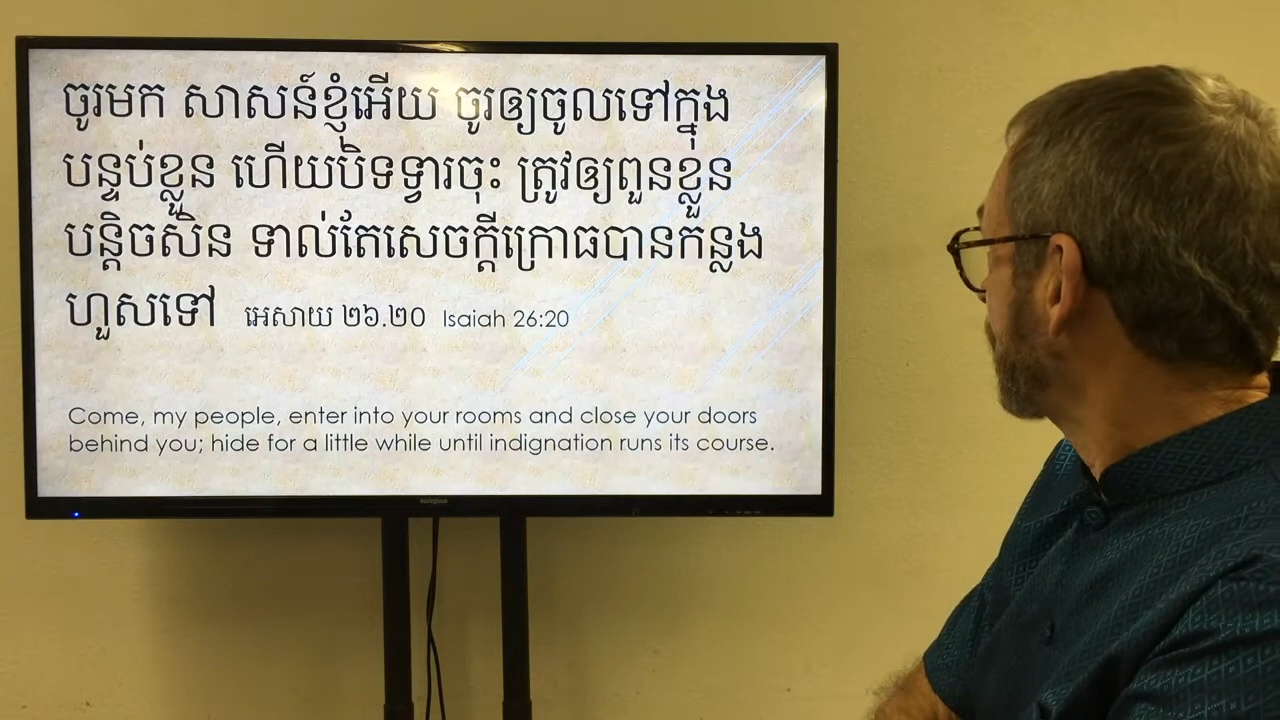 ចូរមក សាសន៍ខ្ញុំអើយ ចូរឲ្យចូលទៅក្នុង
បន្ទប់ខ្លួន ហើយបិទទ្វារចុះ ត្រូវឲ្យពួនខ្លួន
បន្តិចសិន ទាល់តែសេចក្ដីក្រោធបានកន្លង
ហួសទៅ អេសាយ ២៦.២០ Isaiah 26:20
Come, my people, enter into your rooms and close your doors
behind you; hide for a little while until indignation runs its course.
Westinghouse